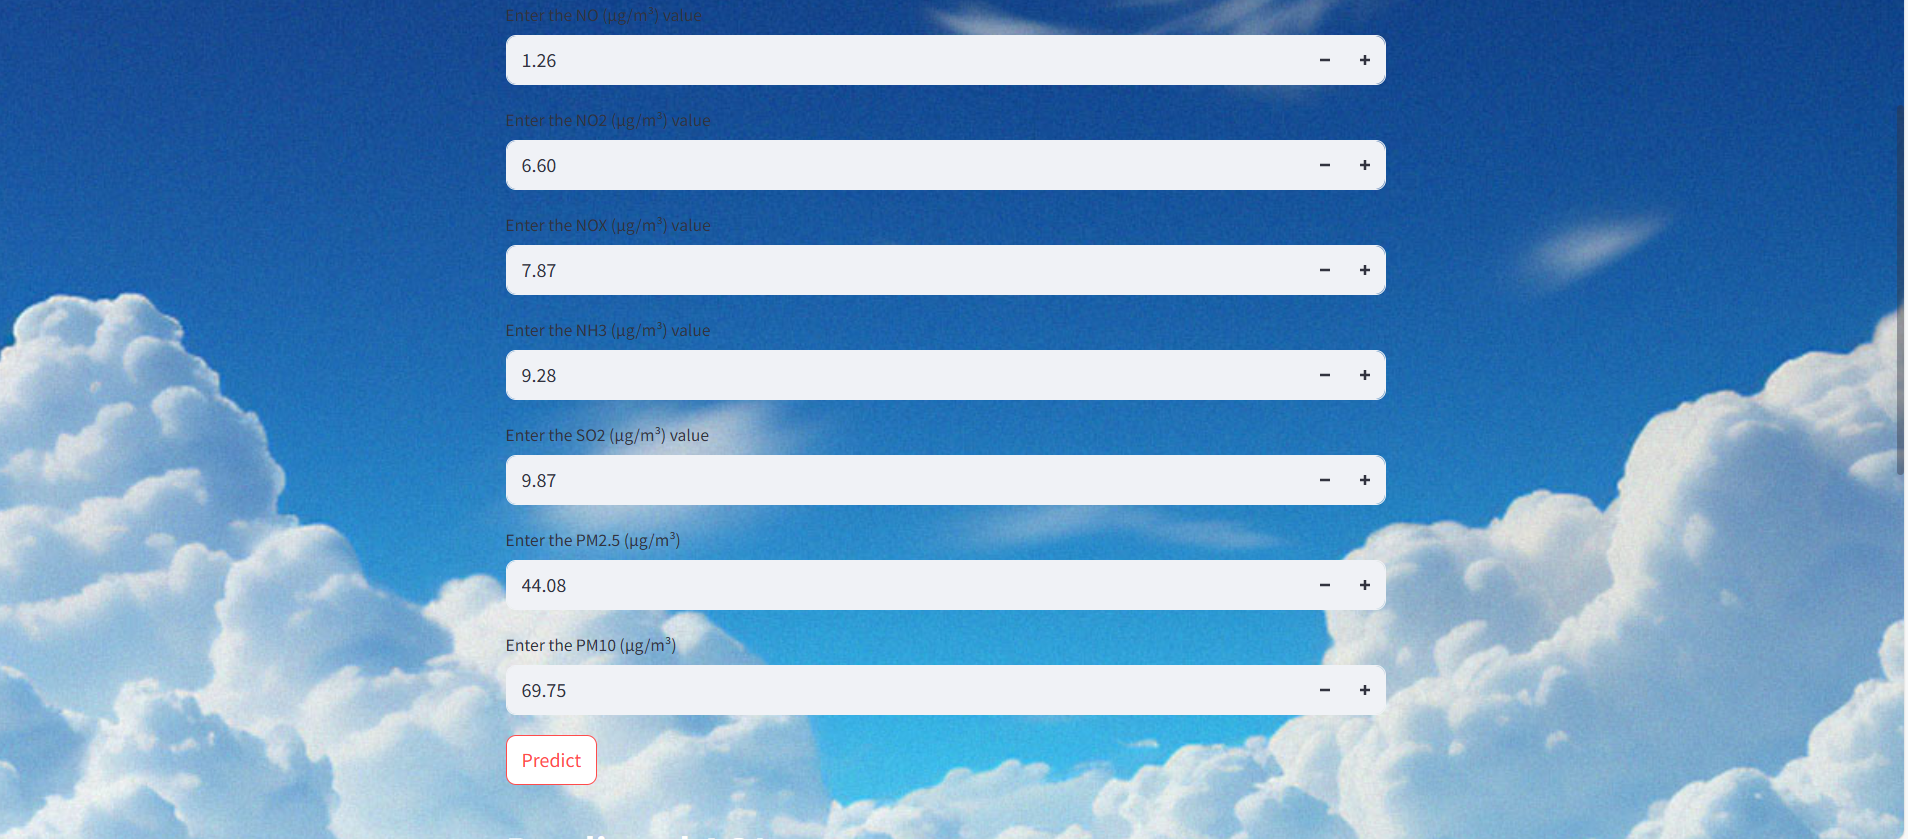 Enter the NO (µg/m³) value
1.26
Enter the NO2 (µg/m³) value
6.60
Enter the NOX (µg/m³) value
7.87
Enter the NH3 (µg/m³) value
9.28
Enter the SO2 (µg/m³) value
9.87
Enter the PM2.5 (µg/m³)
44.08
Enter the PM10 (µg/m³)
69.75
Predict